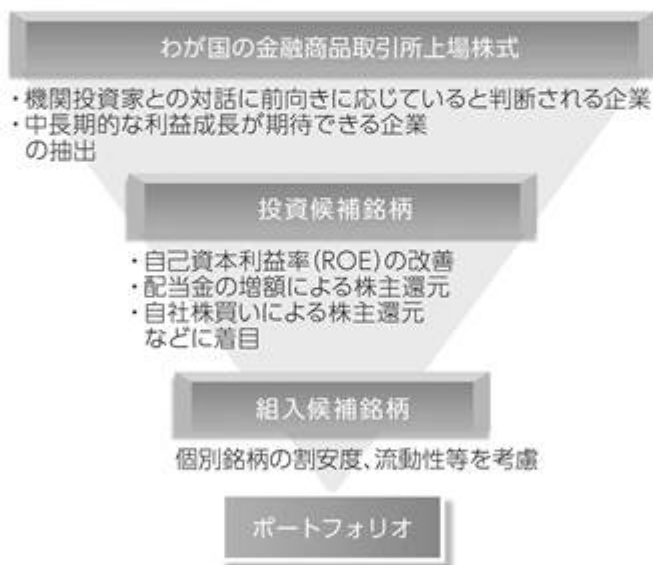 わが国の金融商品取引所上場株式
・機関投資家との対話に前向きに応じていると判断される企業
・中長期的な利益成長が期待できる企業
の抽出
投資候補銘柄
・自己資本利益率(ROE)の改善
・配当金の増額による株主還元
・自社株買いによる株主還元
などに着目
組入候補銘柄
個別銘柄の割安度、流動性等を考慮
ポートフォリオ